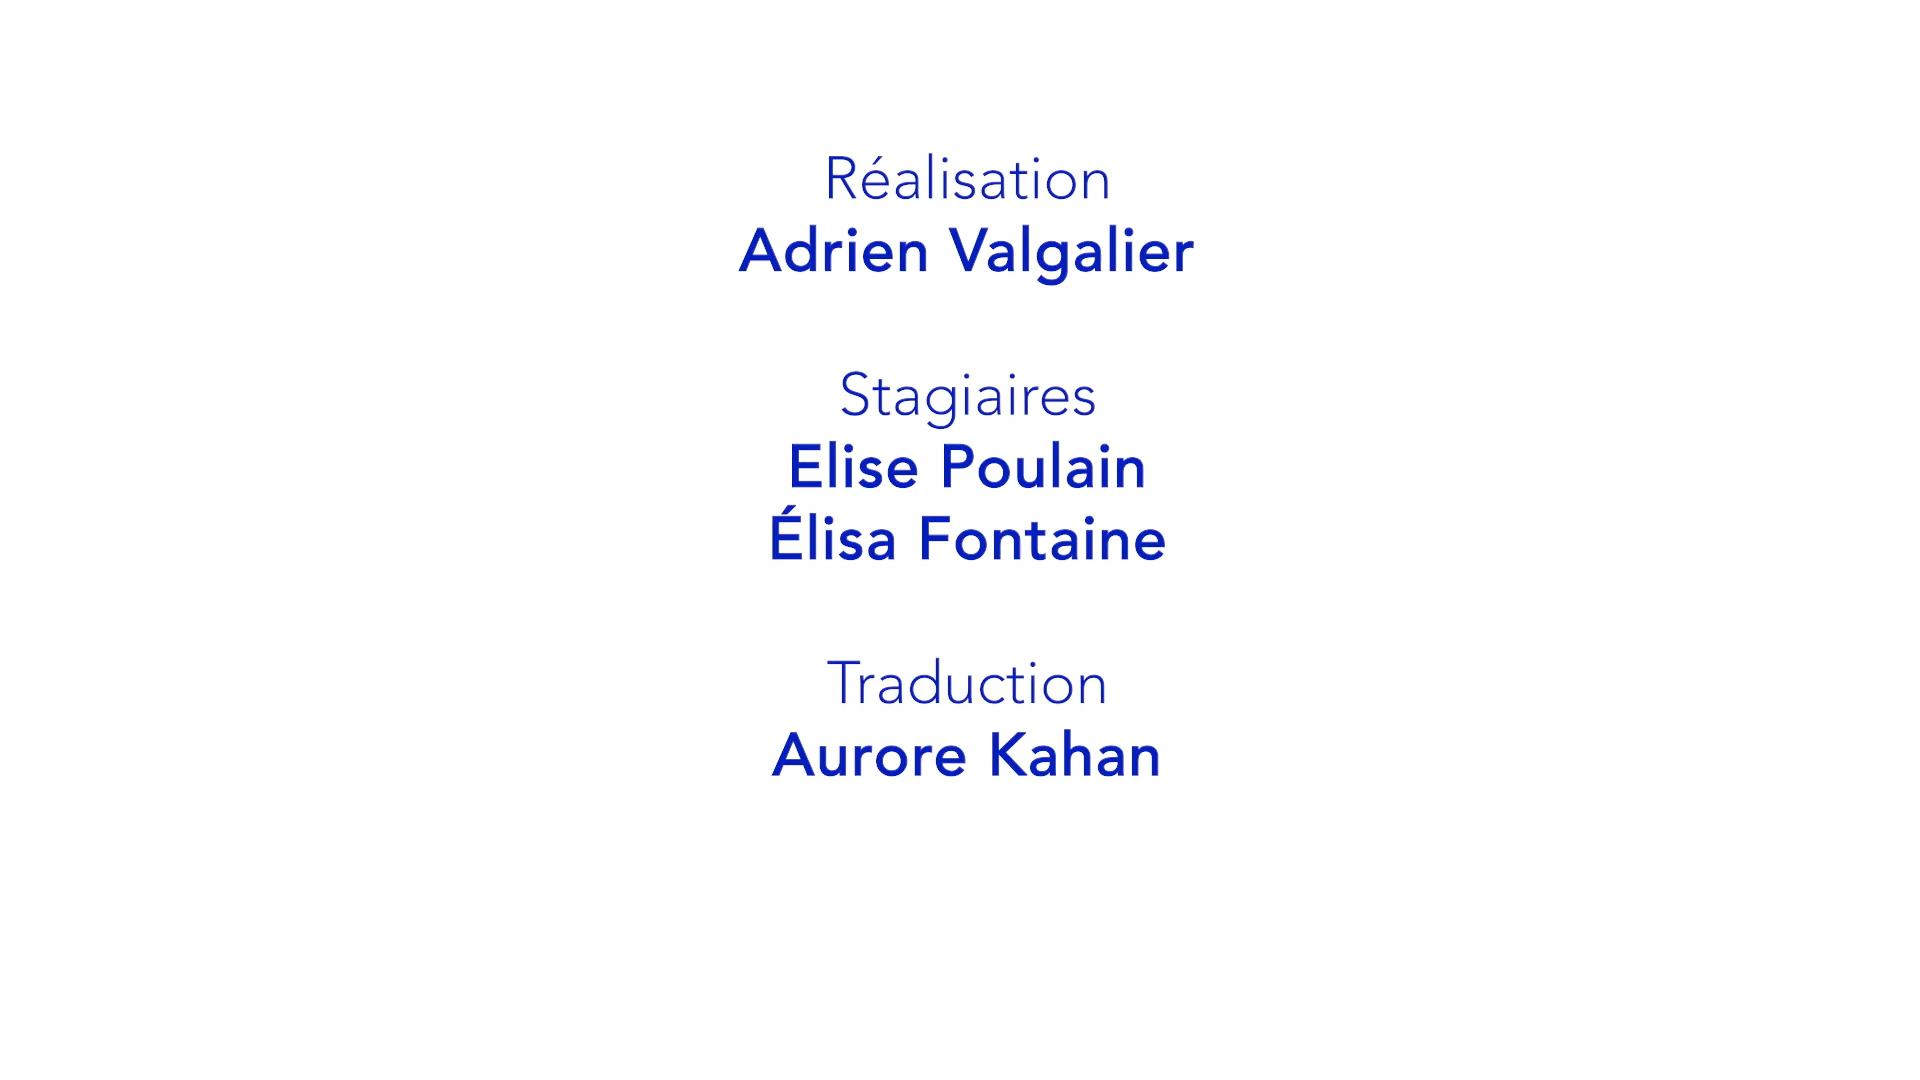 Réalisation
Adrien Valgalier
Stagiaires
Elise Poulain
Élisa Fontaine
Traduction
Aurore Kahan